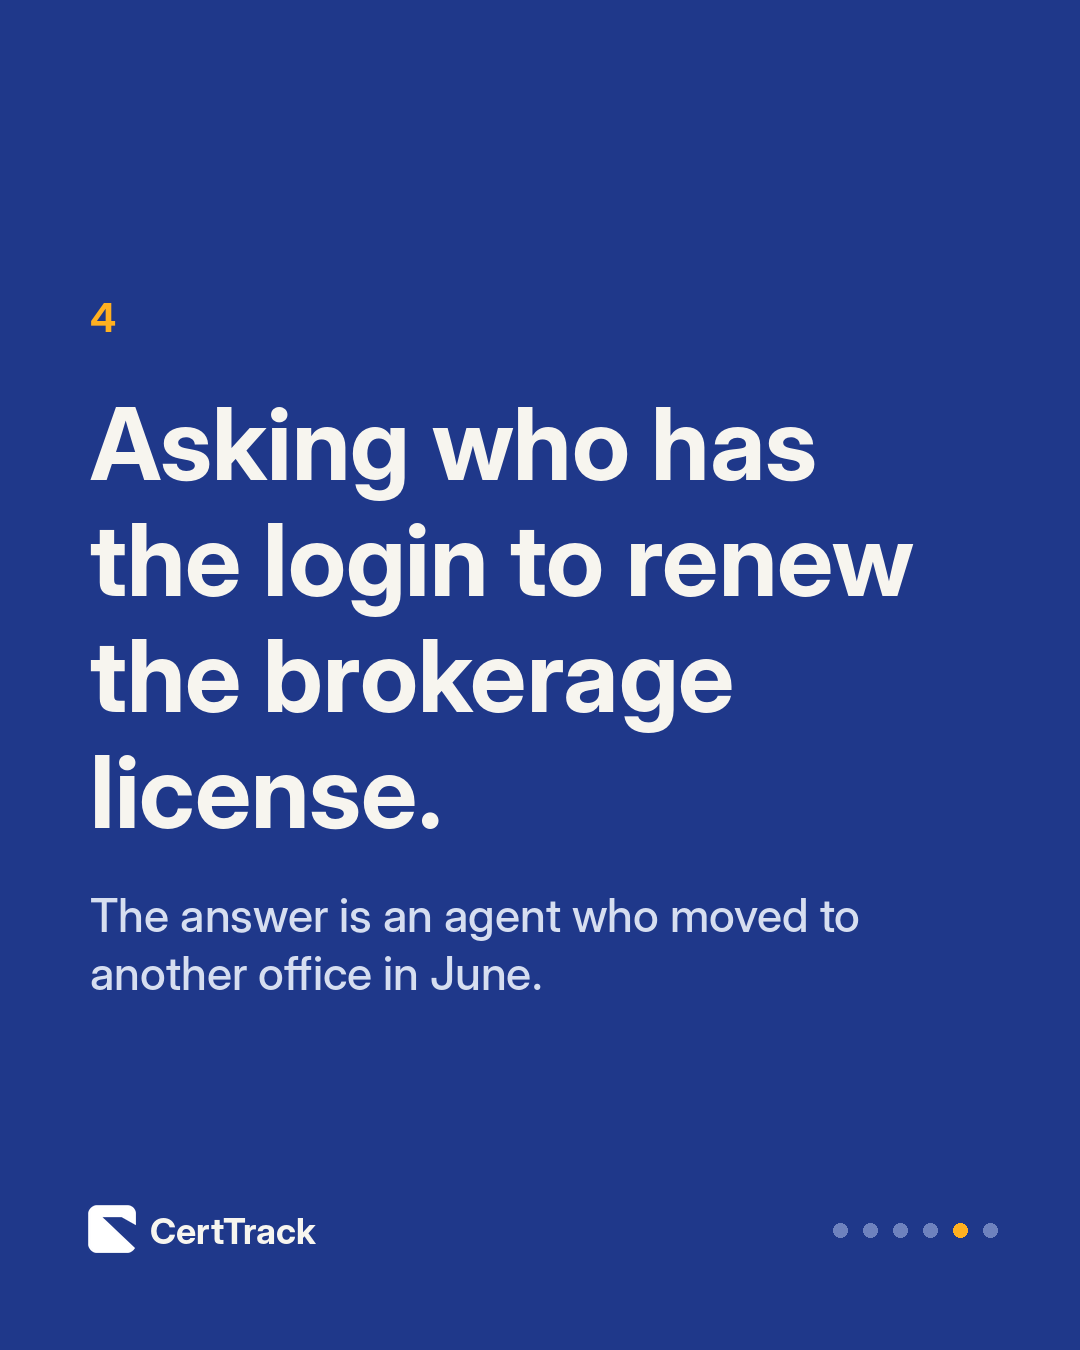 4
Asking who has
the login to renew
the brokerage
license.
The answer is an agent who moved to
another office in June.
CertTrack